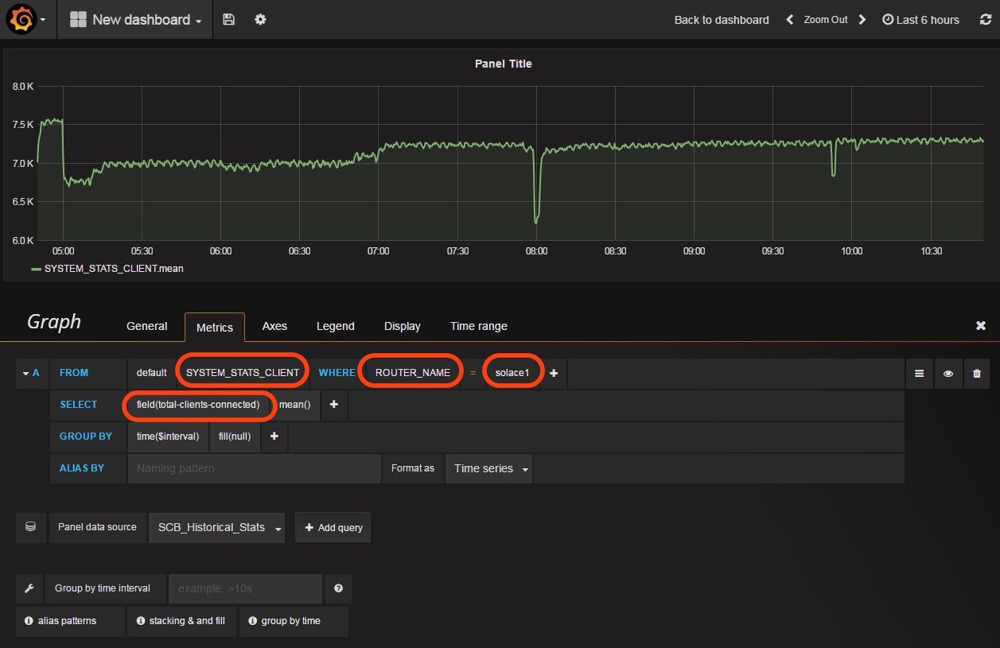 New dashboard
Back to dashboard Zoom Out Last 6 hours
Panel Title
8.0 K
7.5 K
7.0 K
6.5 K
6.0 K
05:00 05:30 06:00 06:30 07:00 07:30 08:00 08:30 09:00 09:30 10:00 10:30
SYSTEM_STATS_CLIENT.mean
Graph General Metrics Axes Legend Display Time range
A FROM default SYSTEM_STATS_CLIENT WHERE ROUTER_NAME = solace1 +
SELECT field(total-clients-connected) mean() +
GROUP BY time($interval) fill(null) +
ALIAS BY Naming pattern Format as Time series
Panel data source SCB_Historical_Stats + Add query
Group by time interval example: >10s
alias patterns stacking & and fill group by time